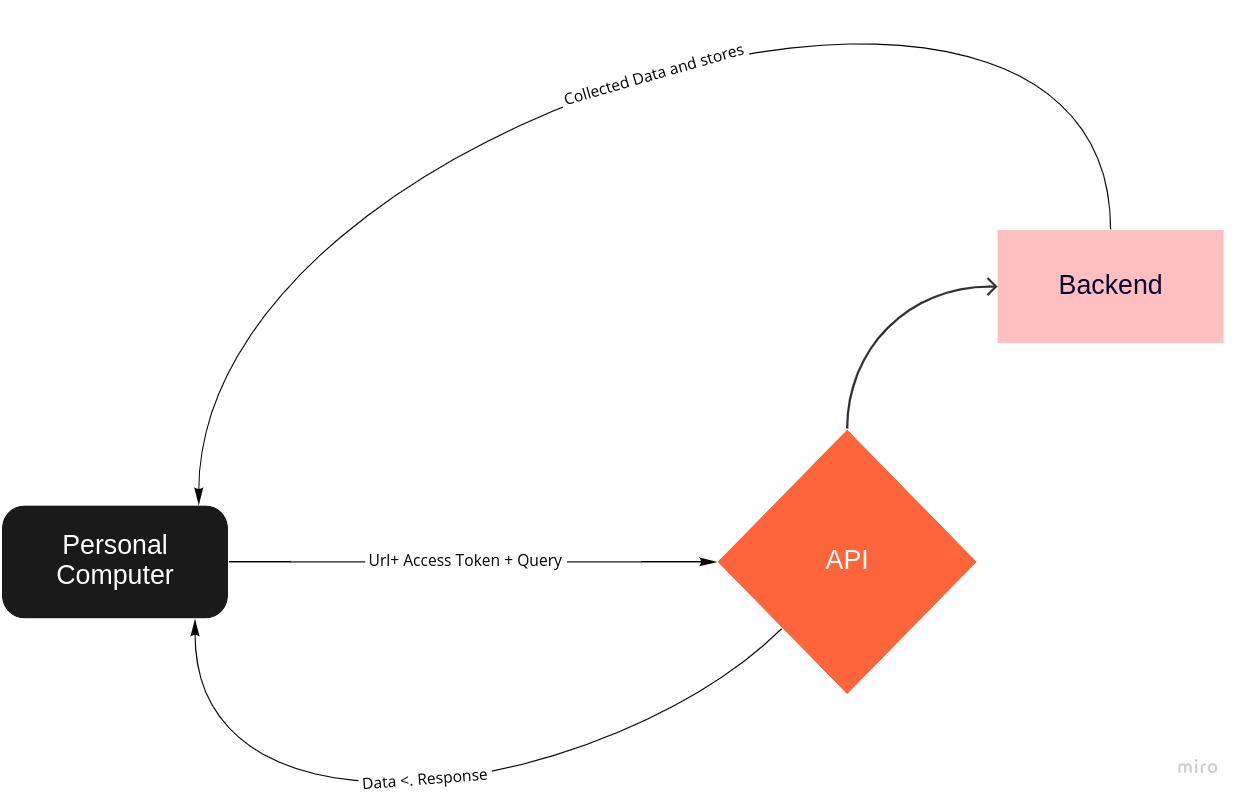 Collected Data and stores
Backend
Personal
Computer
Url+ Access Token + Query
API
Data <. Response
miro